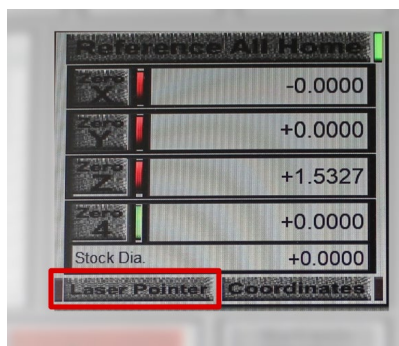 Reference All Home
Zero X -0.0000
Zero Y +0.0000
Zero Z +1.5327
Zero 4 +0.0000
Stock Dia. +0.0000
Laser Pointer Coordinates